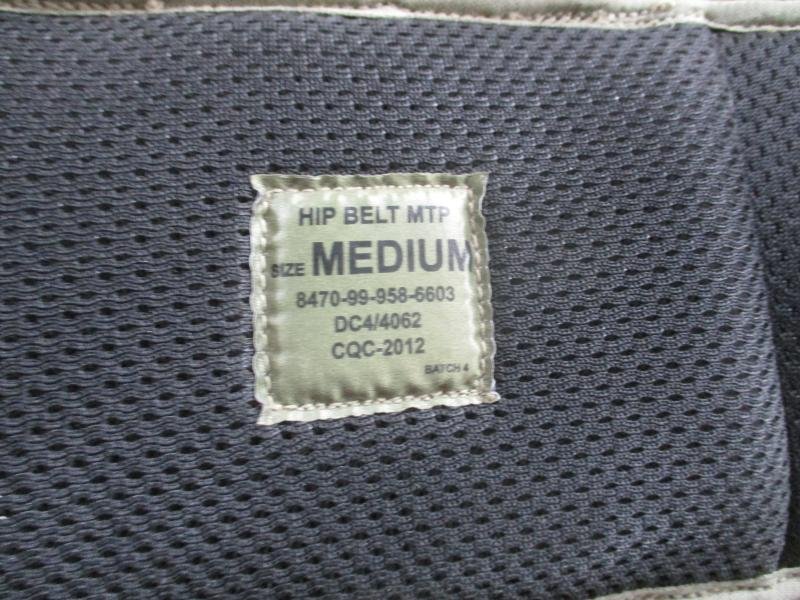 HIP BELT MTP
SIZE MEDIUM
8470-99-958-6603
DC4/4062
CQC-2012
BATCH 4